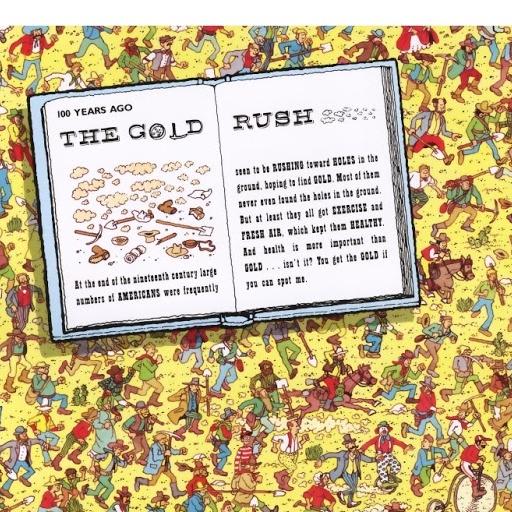 100 YEARS AGO
THE GOLD RUSH
At the end of the nineteenth century large
numbers of AMERICANS were frequently
seen to be RUSHING toward HOLES in the
ground, hoping to find GOLD. Most of them
never even found the holes in the ground.
But at least they all got EXERCISE and
FRESH AIR, which kept them HEALTHY.
And health is more important than
GOLD . . . isn't it? You get the GOLD if
you can spot me.